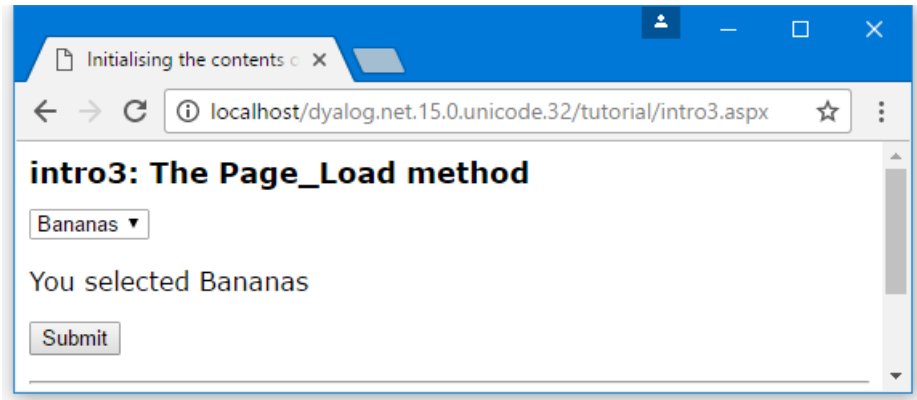 Initialising the contents o
localhost/dyalog.net.15.0.unicode.32/tutorial/intro3.aspx
intro3: The Page_Load method
Bananas
You selected Bananas
Submit